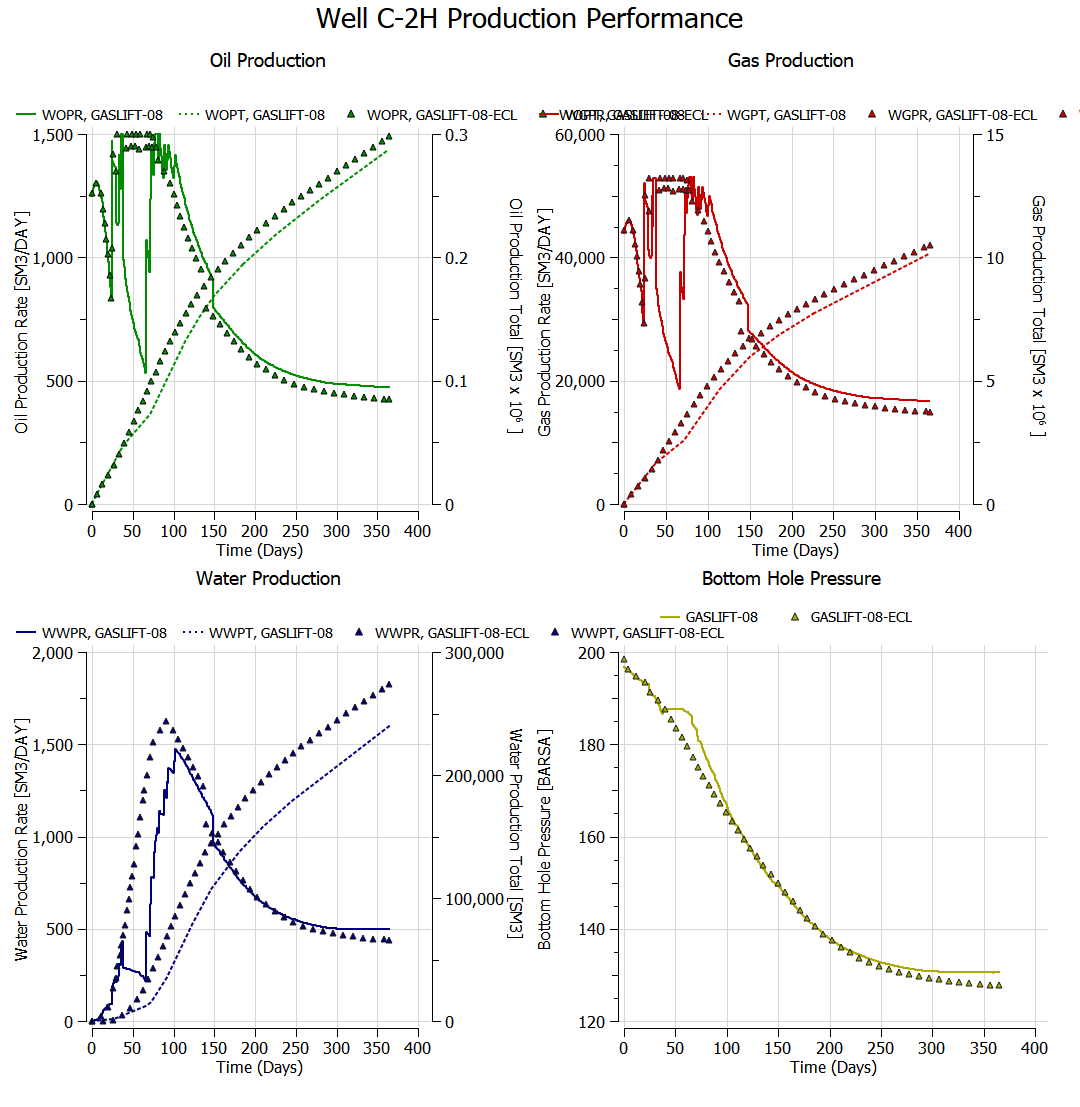 Well C-2H Production Performance
Oil Production
WOPR, GASLIFT-08
WOPT, GASLIFT-08
WOPR, GASLIFT-08-ECL
1,500
1,000
500
0
0.3
0.2
0.1
0
0 50 100 150 200 250 300 350 400
Oil Production Rate [SM3/DAY]
Oil Production Total [SM3 x 10⁶ ]
Time (Days)
Gas Production
WGPT, GASLIFT-08
WGPR, GASLIFT-08-ECL
60,000
40,000
20,000
0
15
10
5
0
0 50 100 150 200 250 300 350 400
Gas Production Rate [SM3/DAY]
Gas Production Total [SM3 x 10⁶ ]
Time (Days)
Water Production
WWPR, GASLIFT-08
WWPT, GASLIFT-08
WWPR, GASLIFT-08-ECL
WWPT, GASLIFT-08-ECL
2,000
1,500
1,000
500
0
300,000
200,000
100,000
0
0 50 100 150 200 250 300 350 400
Water Production Rate [SM3/DAY]
Water Production Total [SM3]
Time (Days)
Bottom Hole Pressure
GASLIFT-08
GASLIFT-08-ECL
200
180
160
140
120
0 50 100 150 200 250 300 350 400
Bottom Hole Pressure [BARSA]
Time (Days)